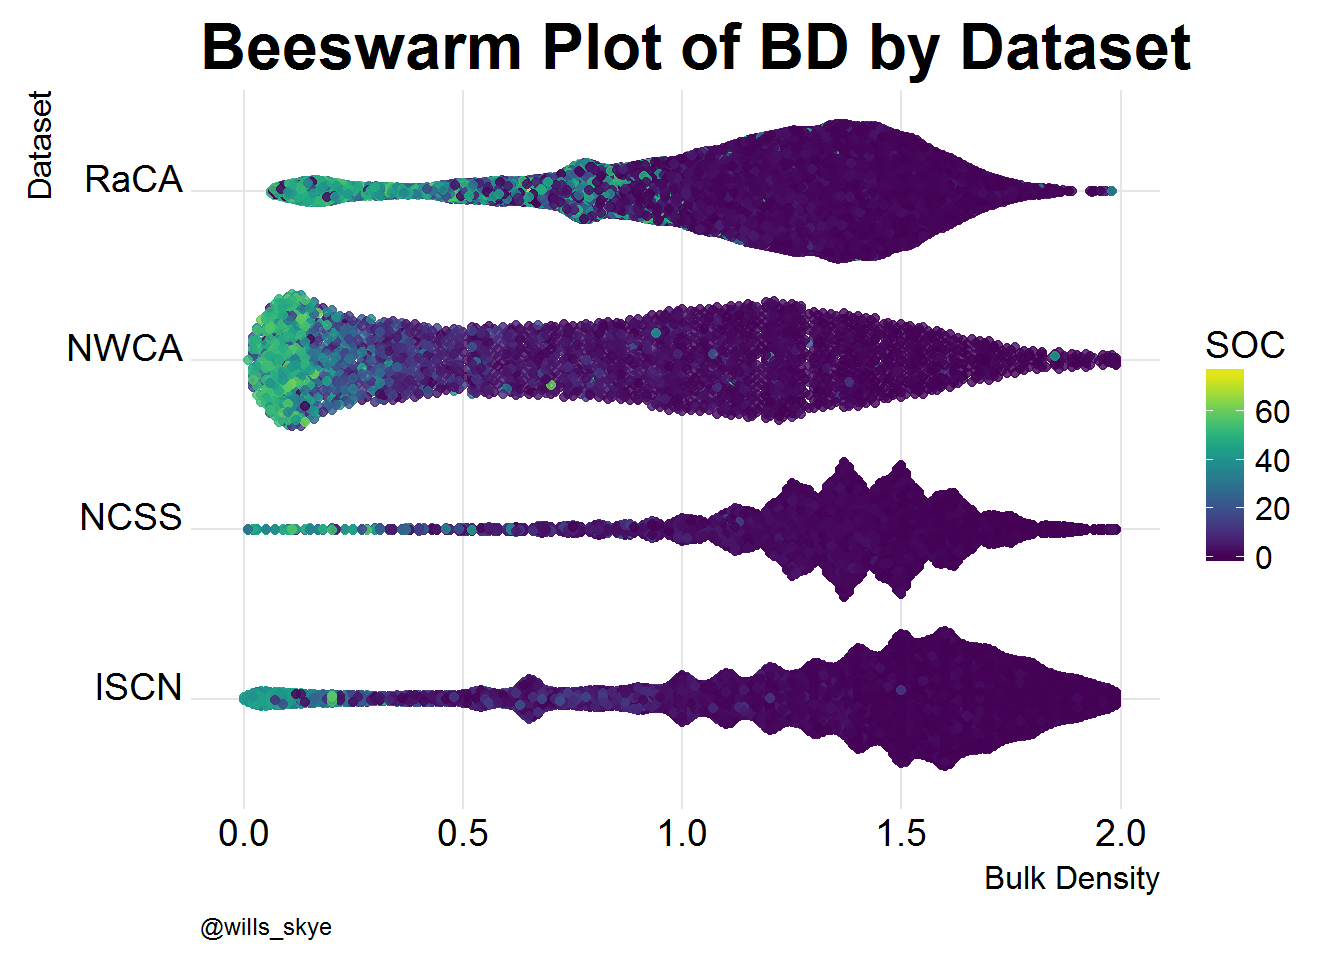 Beeswarm Plot of BD by Dataset
Dataset
RaCA
NWCA
NCSS
ISCN
0.0 0.5 1.0 1.5 2.0
Bulk Density
SOC
60
40
20
0
@wills_skye